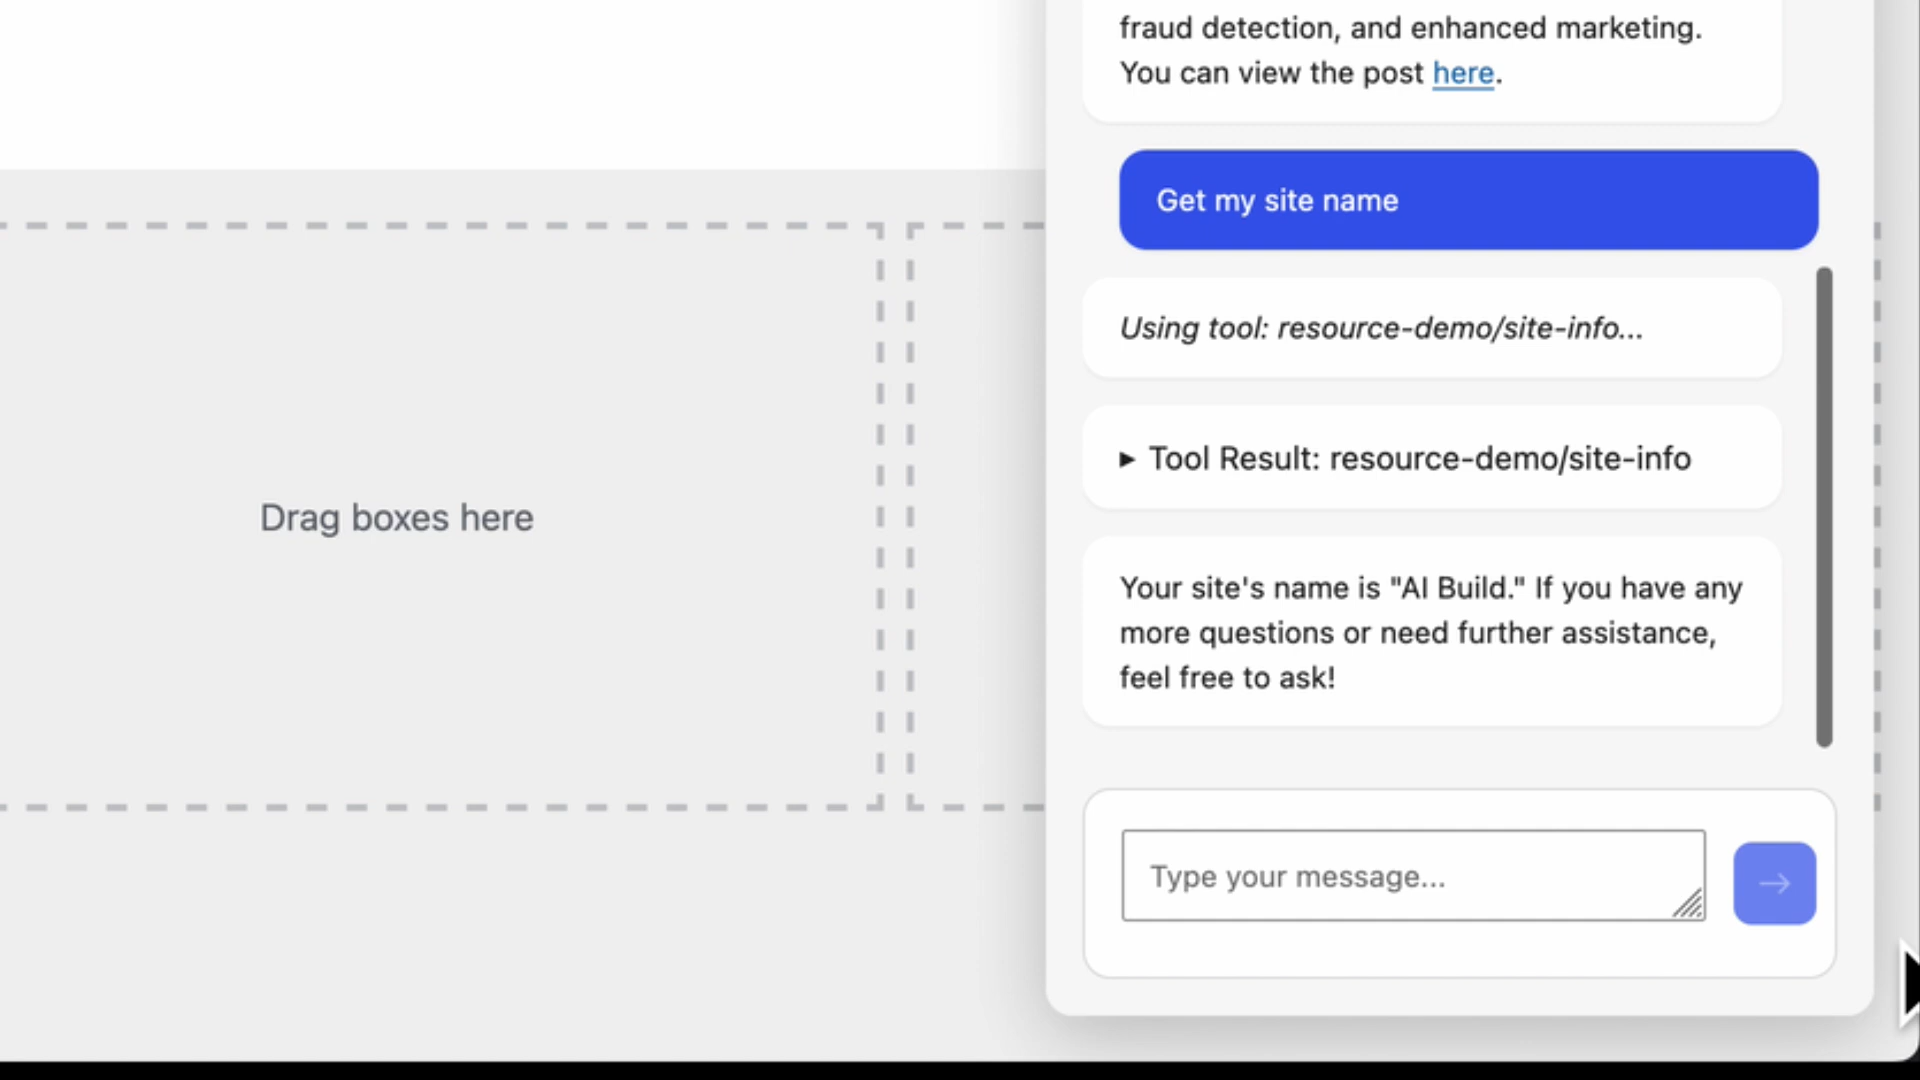 fraud detection, and enhanced marketing.
You can view the post here.
Get my site name
Using tool: resource-demo/site-info...
▸ Tool Result: resource-demo/site-info
Drag boxes here
Your site's name is "AI Build." If you have any
more questions or need further assistance,
feel free to ask!
Type your message...